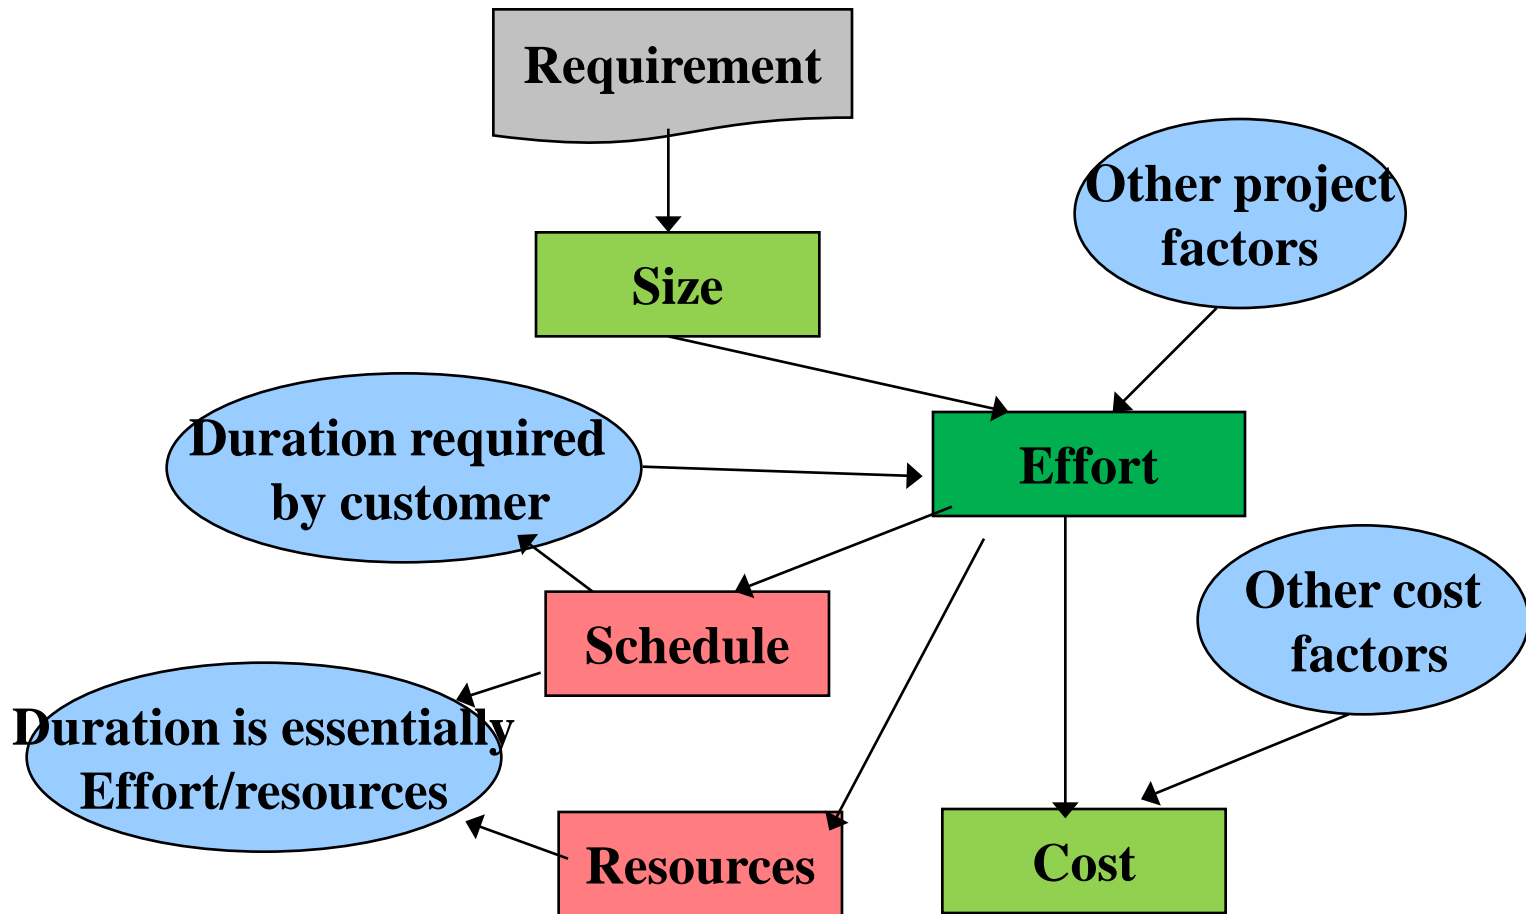 Requirement
Other project
factors
Size
Duration required
by customer
Effort
Other cost
factors
Schedule
Duration is essentially
Effort/resources
Resources
Cost